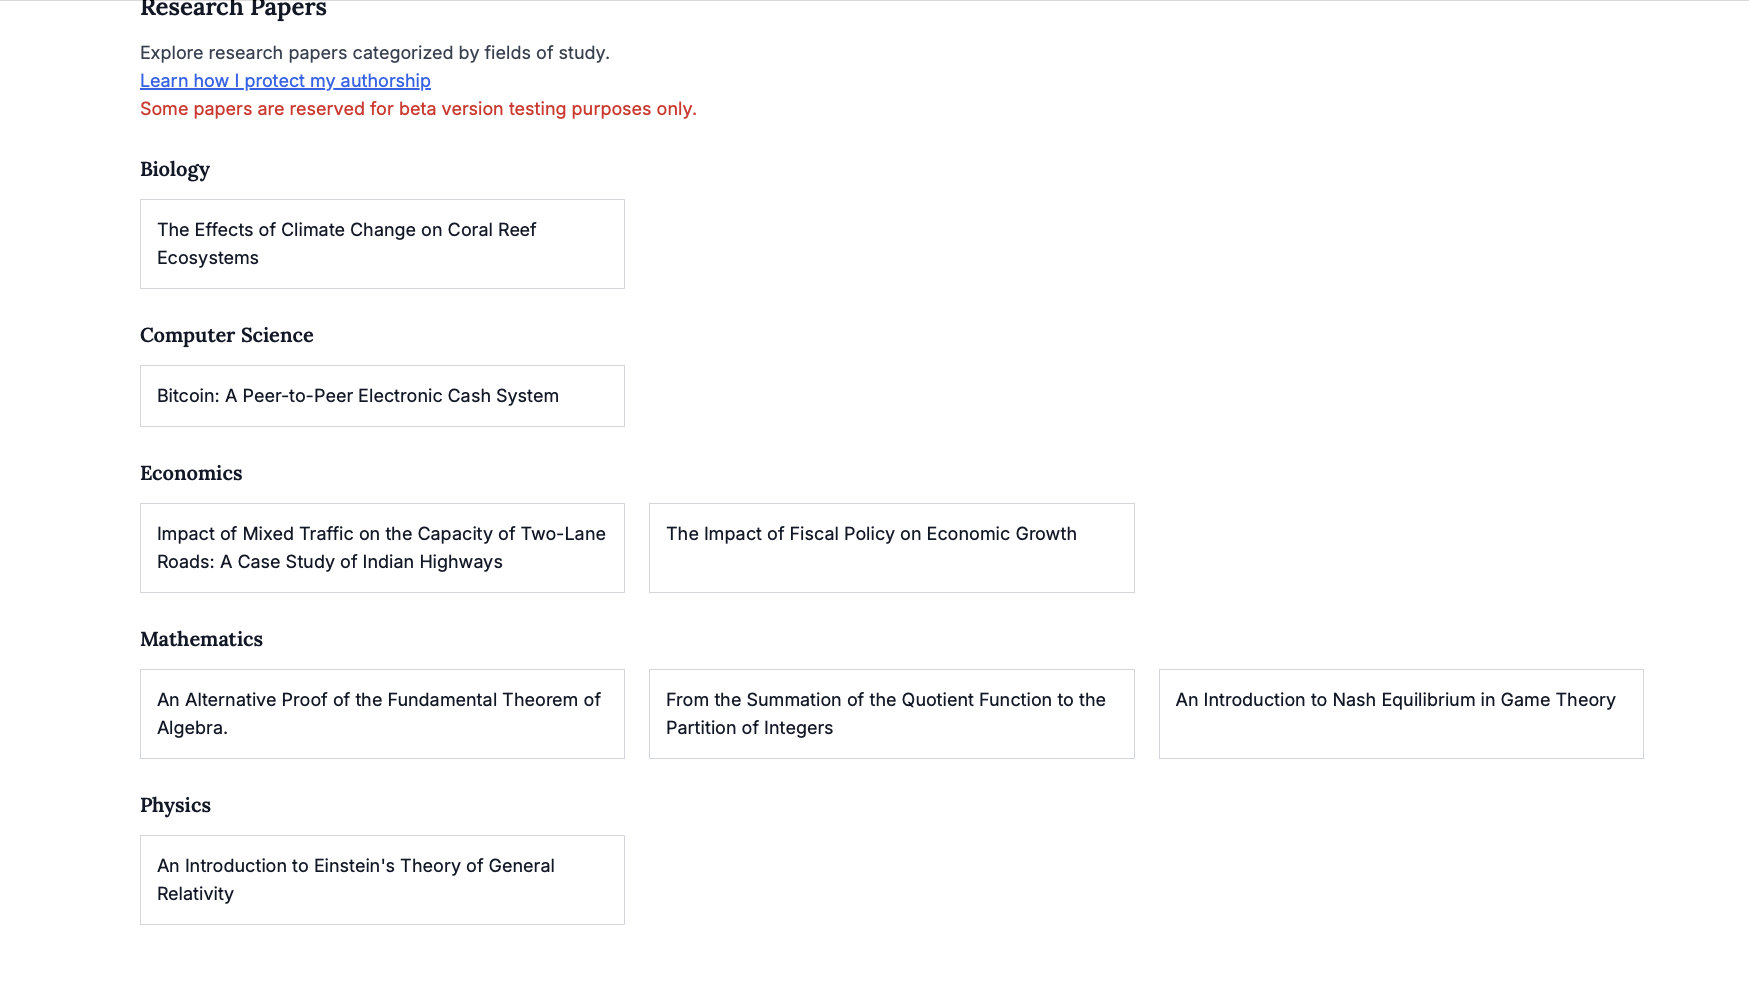 Research Papers
Explore research papers categorized by fields of study.
Learn how I protect my authorship
Some papers are reserved for beta version testing purposes only.
Biology
The Effects of Climate Change on Coral Reef
Ecosystems
Computer Science
Bitcoin: A Peer-to-Peer Electronic Cash System
Economics
Impact of Mixed Traffic on the Capacity of Two-Lane
Roads: A Case Study of Indian Highways
The Impact of Fiscal Policy on Economic Growth
Mathematics
An Alternative Proof of the Fundamental Theorem of
Algebra.
From the Summation of the Quotient Function to the
Partition of Integers
An Introduction to Nash Equilibrium in Game Theory
Physics
An Introduction to Einstein's Theory of General
Relativity